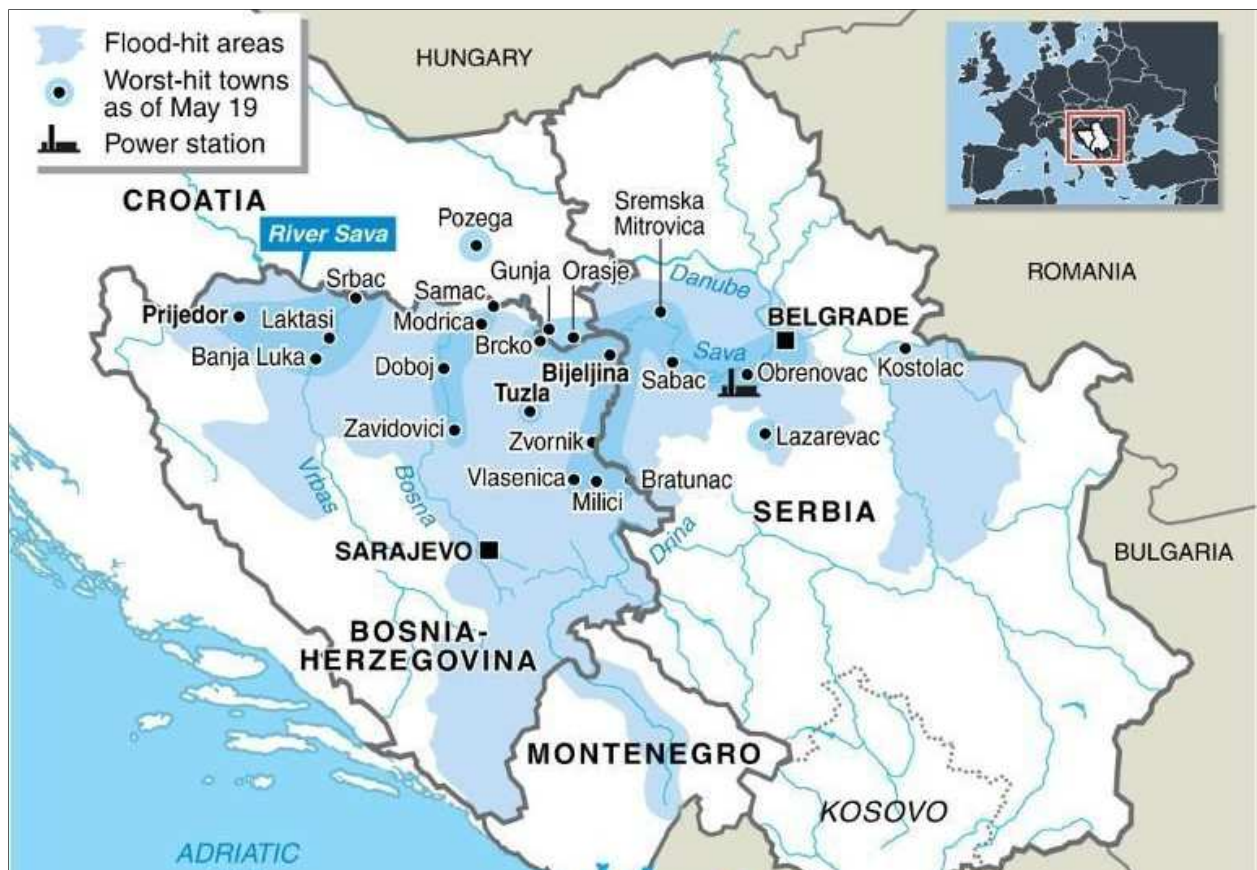 Flood-hit areas
Worst-hit towns
as of May 19
Power station
HUNGARY
CROATIA
River Sava
Pozega
Sremska
Mitrovica
ROMANIA
Srbac
Gunja
Orasje
Danube
Samac
Prijedor
Laktasi
Modrica
BELGRADE
Banja Luka
Brcko
Sava
Kostolac
Doboj
Bijeljina
Sabac
Obrenovac
Tuzla
Zavidovici
Zvornik
Lazarevac
Vrbas
Bosna
Vlasenica
Milici
Bratunac
SERBIA
Drina
SARAJEVO
BULGARIA
BOSNIA-
HERZEGOVINA
MONTENEGRO
KOSOVO
ADRIATIC